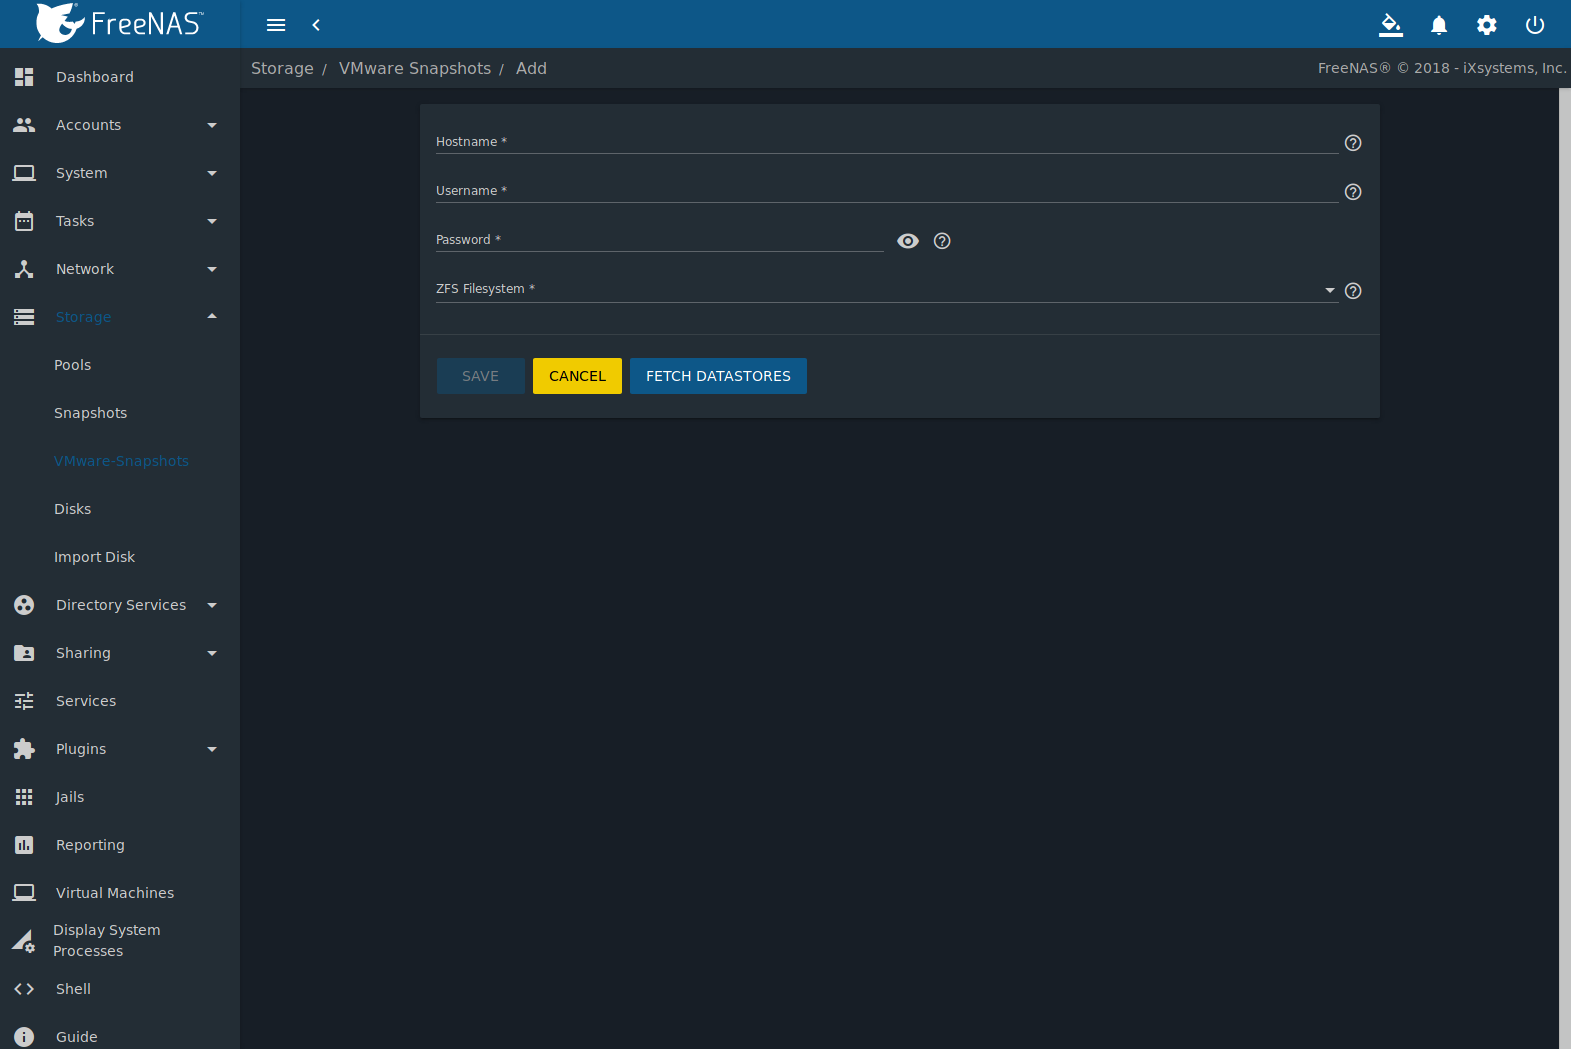 FreeNAS™
Storage / VMware Snapshots / Add
FreeNAS® © 2018 - iXsystems, Inc.
Dashboard
Accounts
System
Tasks
Network
Storage
Pools
Snapshots
VMware-Snapshots
Disks
Import Disk
Directory Services
Sharing
Services
Plugins
Jails
Reporting
Virtual Machines
Display System
Processes
Shell
Guide
Hostname *
Username *
Password *
ZFS Filesystem *
SAVE CANCEL FETCH DATASTORES